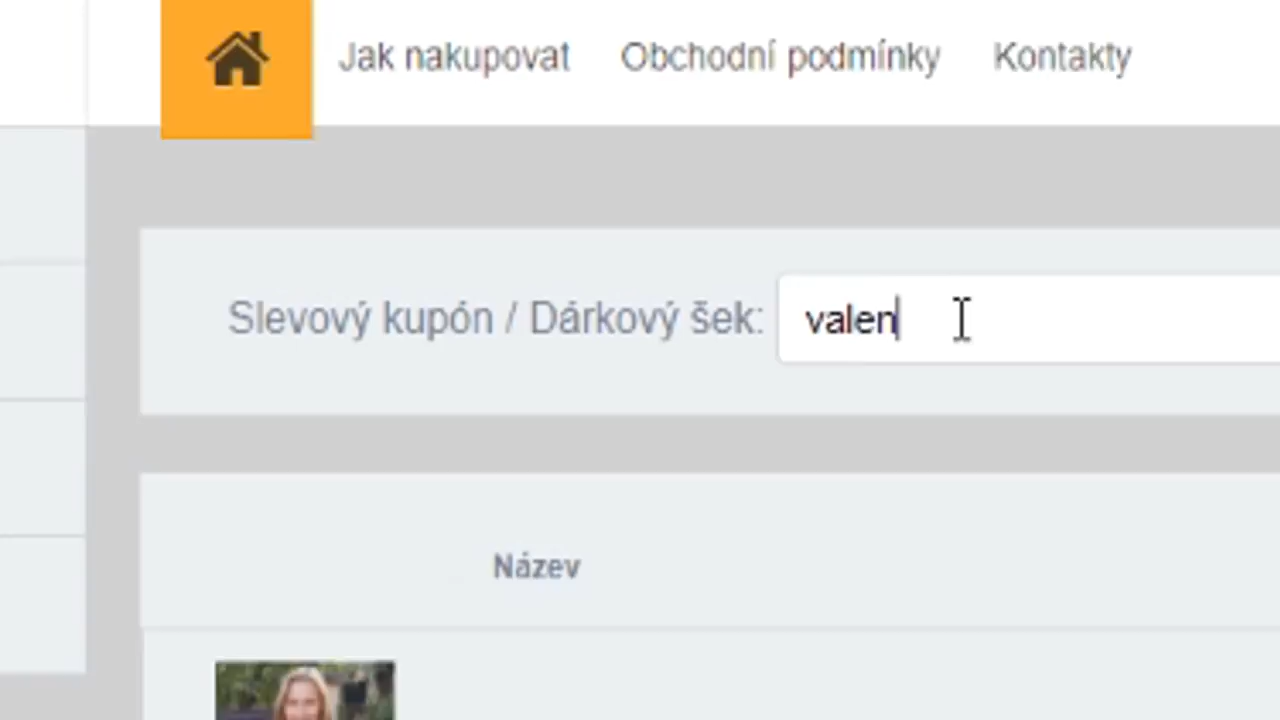 Jak nakupovat Obchodní podmínky Kontakty
Slevový kupón / Dárkový šek: valen
Název